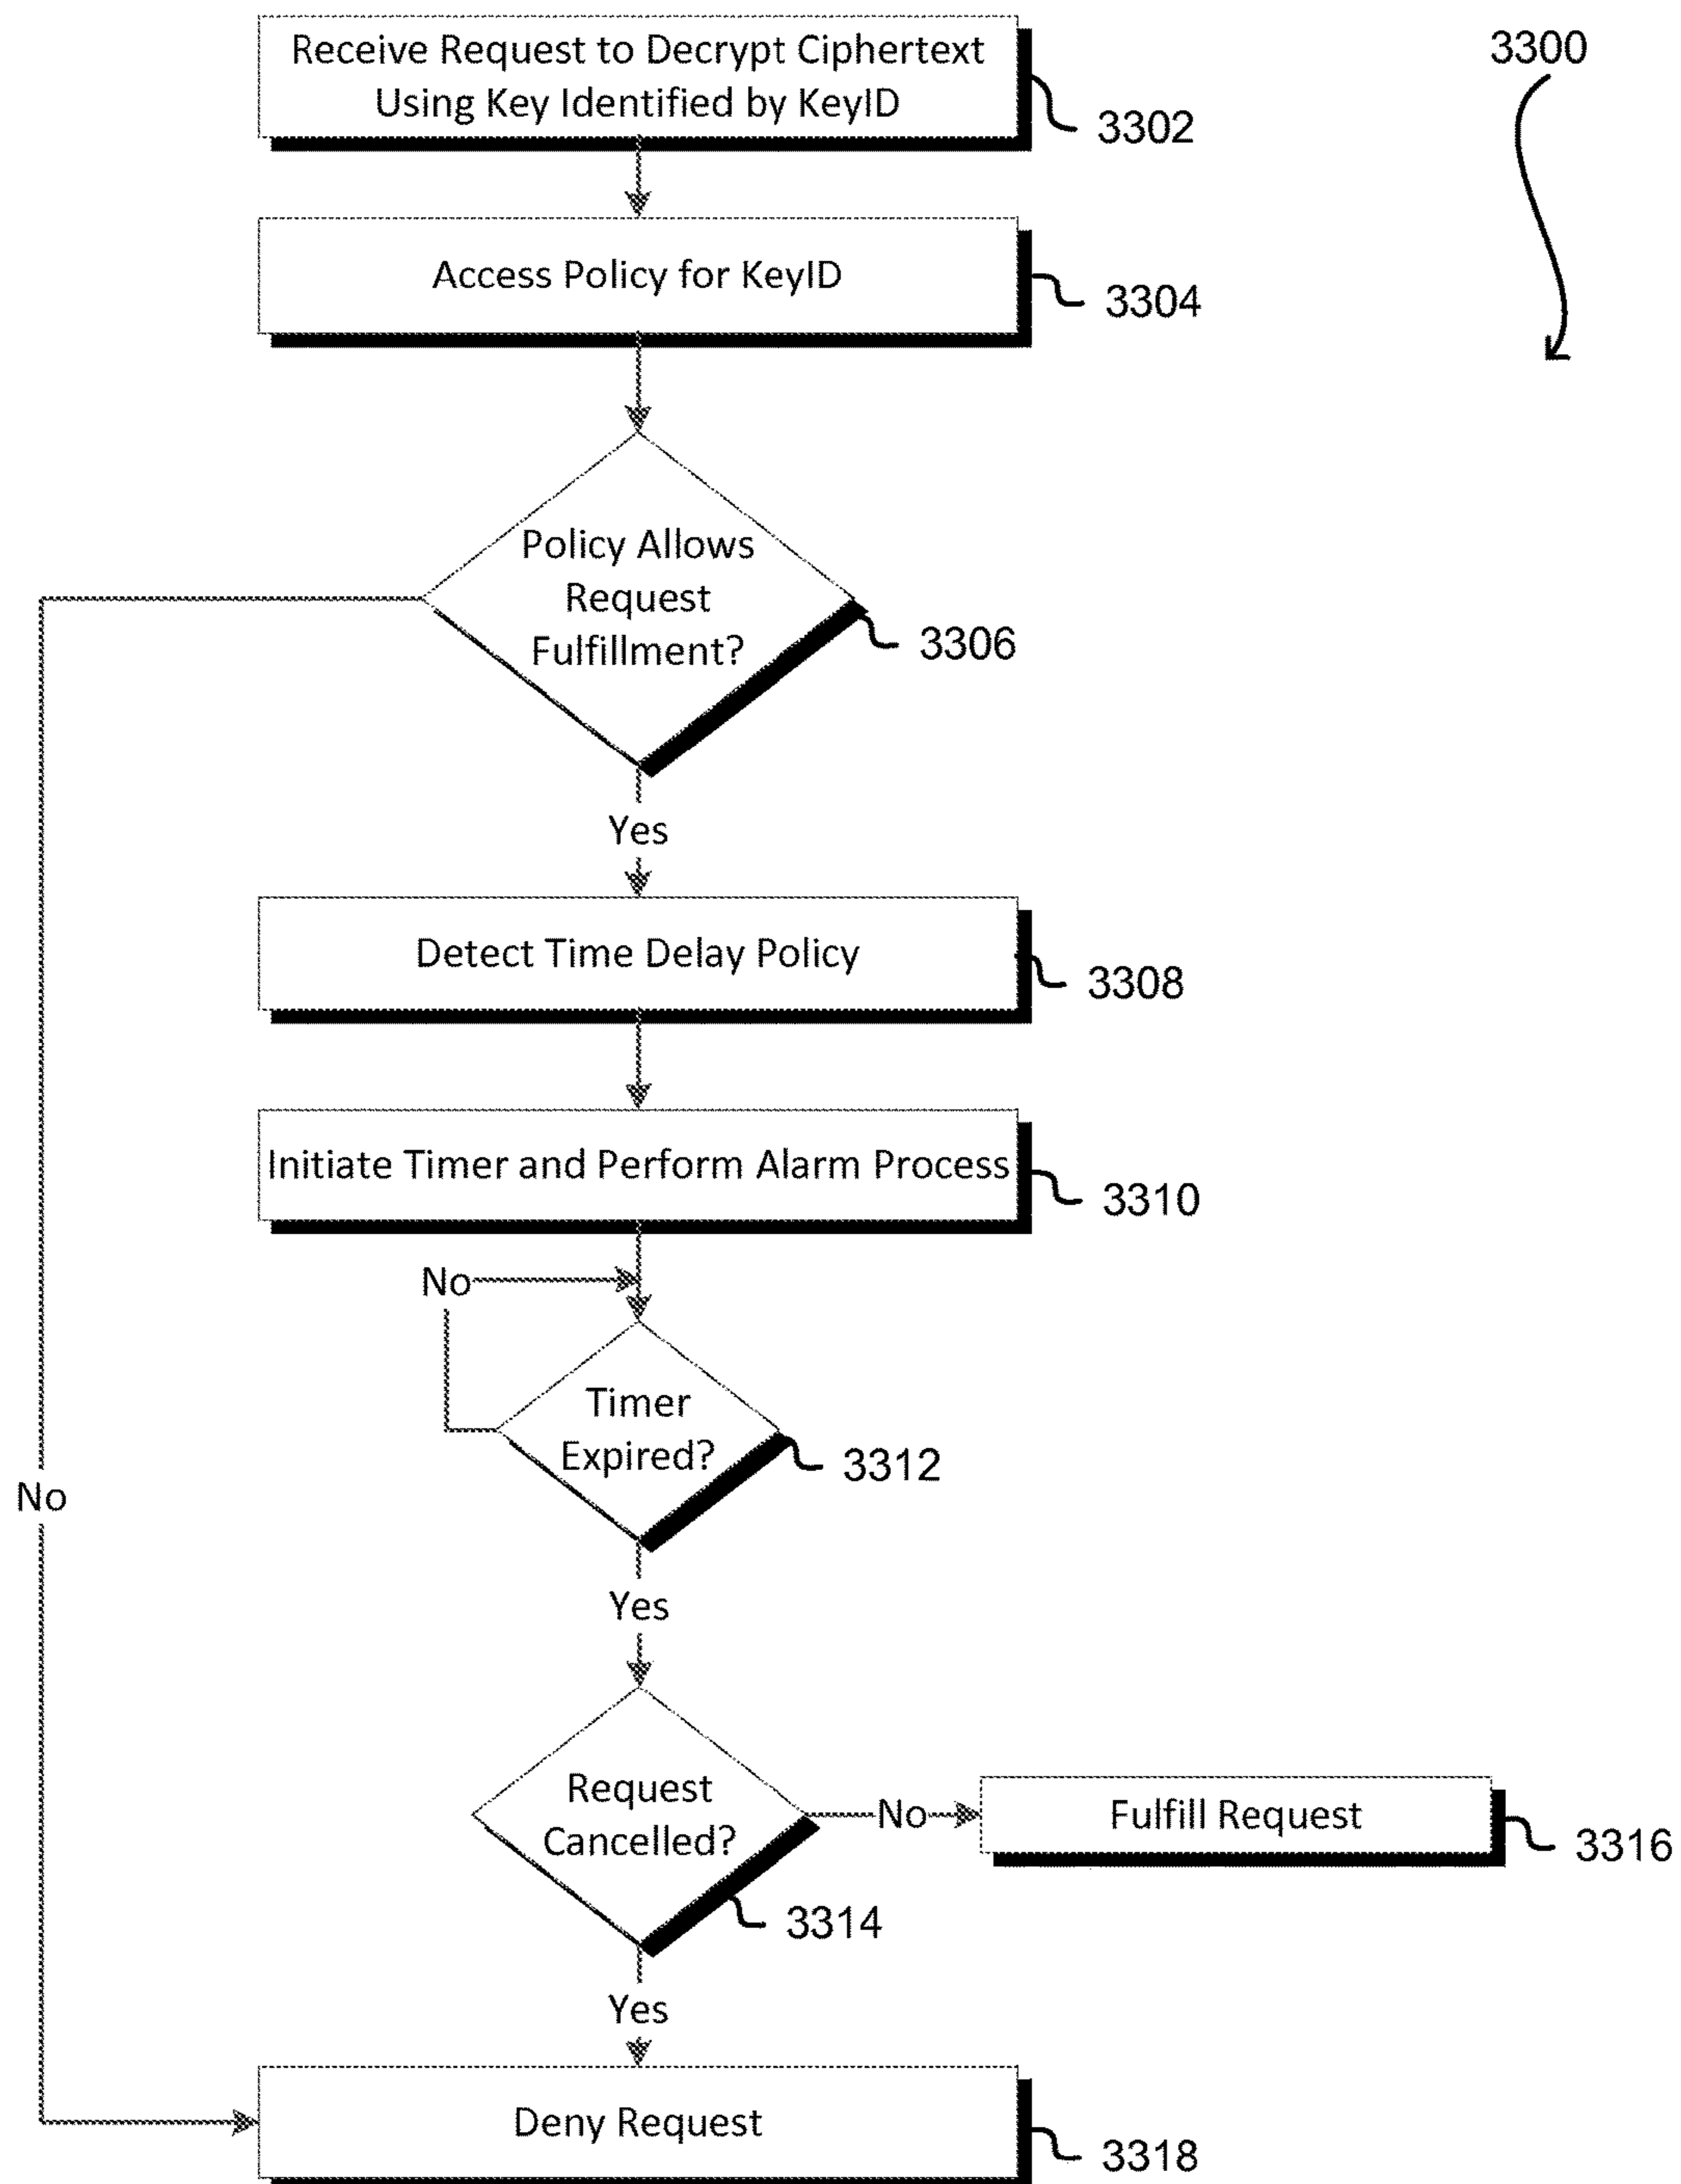 Receive Request to Decrypt Ciphertext
Using Key Identified by KeyID
3300
3302
Access Policy for KeyID
3304
Policy Allows
Request
Fulfillment?
3306
Yes
Detect Time Delay Policy
3308
Initiate Timer and Perform Alarm Process
3310
No
Timer
Expired?
3312
No
Yes
Request
Cancelled?
No
Fulfill Request
3316
3314
Yes
Deny Request
3318